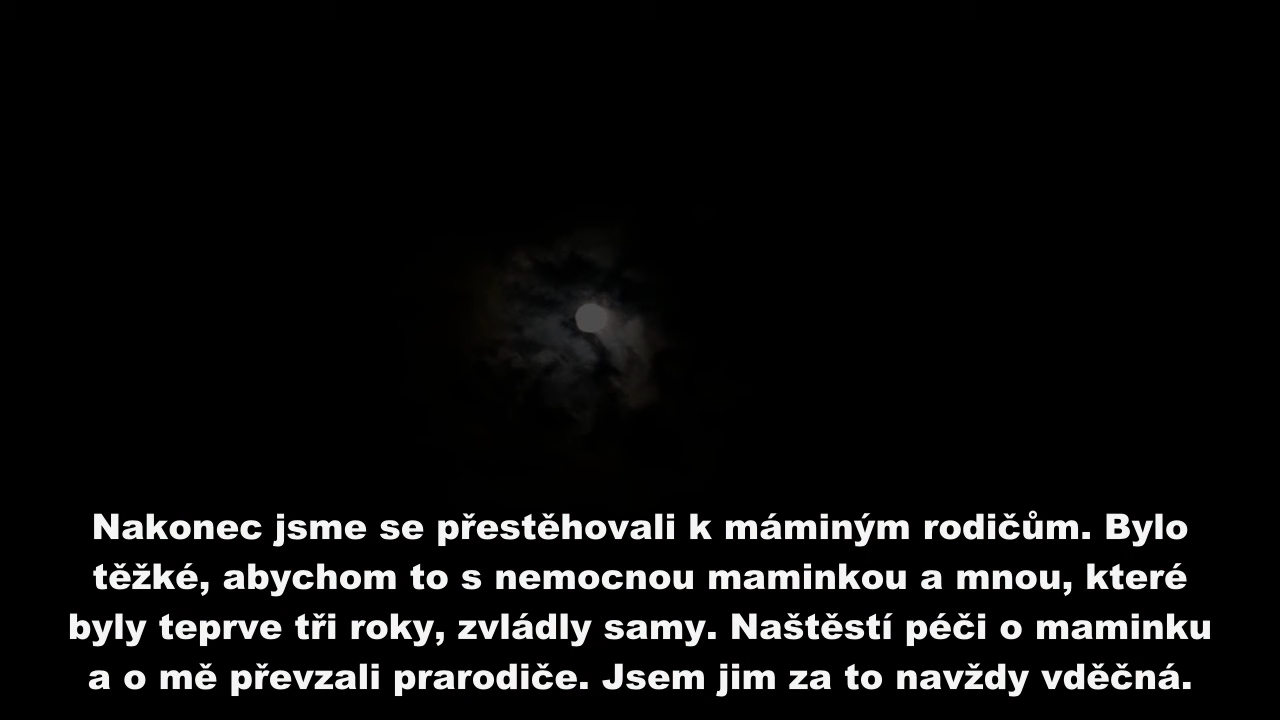 Nakonec jsme se přestěhovali k máminým rodičům. Bylo
těžké, abychom to s nemocnou maminkou a mnou, které
byly teprve tři roky, zvládly samy. Naštěstí péči o maminku
a o mě převzali prarodiče. Jsem jim za to navždy vděčná.